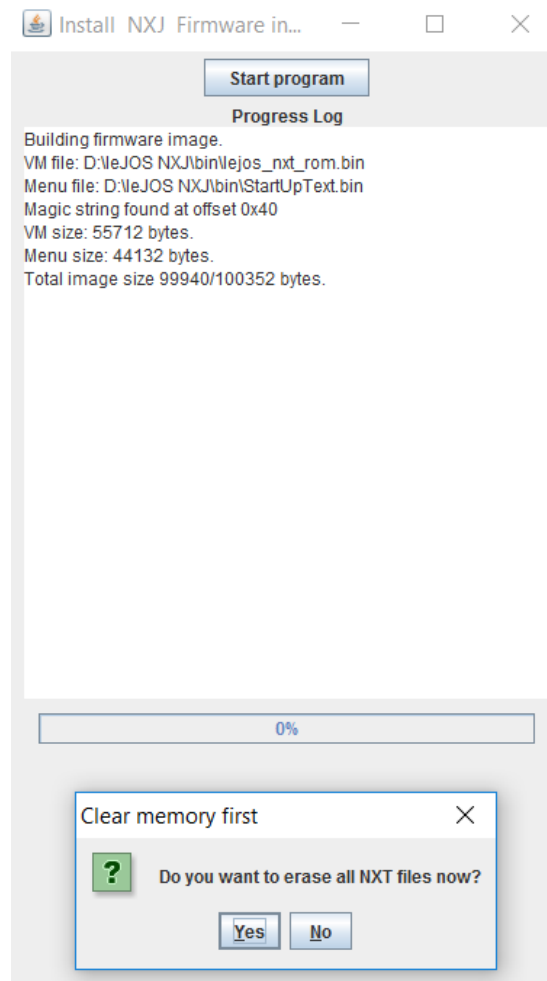 Install NXJ Firmware in...
Start program
Progress Log
Building firmware image.
VM file: D:\leJOS NXJ\bin\lejos_nxt_rom.bin
Menu file: D:\leJOS NXJ\bin\StartUpText.bin
Magic string found at offset 0x40
VM size: 55712 bytes.
Menu size: 44132 bytes.
Total image size 99940/100352 bytes.
0%
Clear memory first
?
Do you want to erase all NXT files now?
Yes No